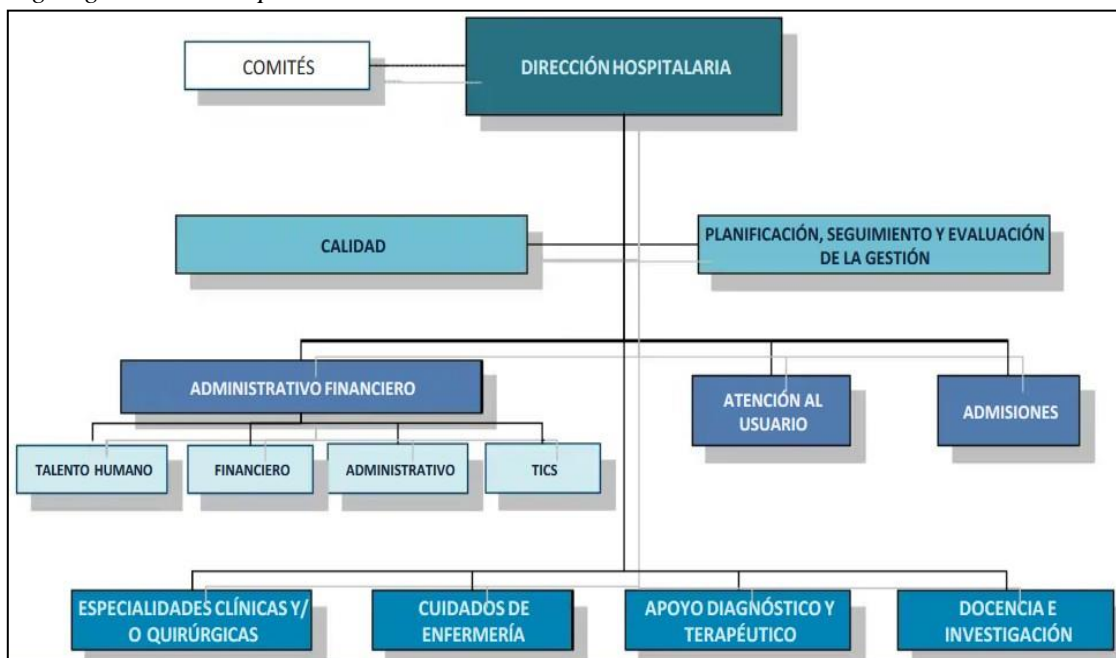 COMITÉS
DIRECCIÓN HOSPITALARIA
CALIDAD
PLANIFICACIÓN, SEGUIMIENTO Y EVALUACIÓN
DE LA GESTIÓN
ADMINISTRATIVO FINANCIERO
ATENCIÓN AL
USUARIO
ADMISIONES
TALENTO HUMANO
FINANCIERO
ADMINISTRATIVO
TICS
ESPECIALIDADES CLÍNICAS Y/
O QUIRÚRGICAS
CUIDADOS DE
ENFERMERÍA
APOYO DIAGNÓSTICO Y
TERAPÉUTICO
DOCENCIA E
INVESTIGACIÓN